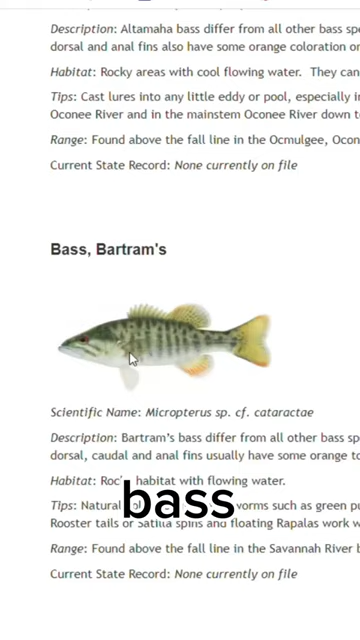 Description: Altamaha bass differ from all other bass spe
dorsal and anal fins also have some orange coloration or
Habitat: Rocky areas with cool flowing water. They can
Tips: Cast lures into any little eddy or pool, especially in
Oconee River and in the mainstem Oconee River down to
Range: Found above the fall line in the Ocmulgee, Ocon
Current State Record: None currently on file
Bass, Bartram's
Scientific Name: Micropterus sp. cf. cataractae
Description: Bartram's bass differ from all other bass sp
dorsal, caudal and anal fins usually have some orange to
Habitat: habitat with flowing water.
bass
Tips: Natural worms such as green pu
Rooster tails or Satilla spins and floating Rapalas work w
Range: Found above the fall line in the Savannah River b
Current State Record: None currently on file